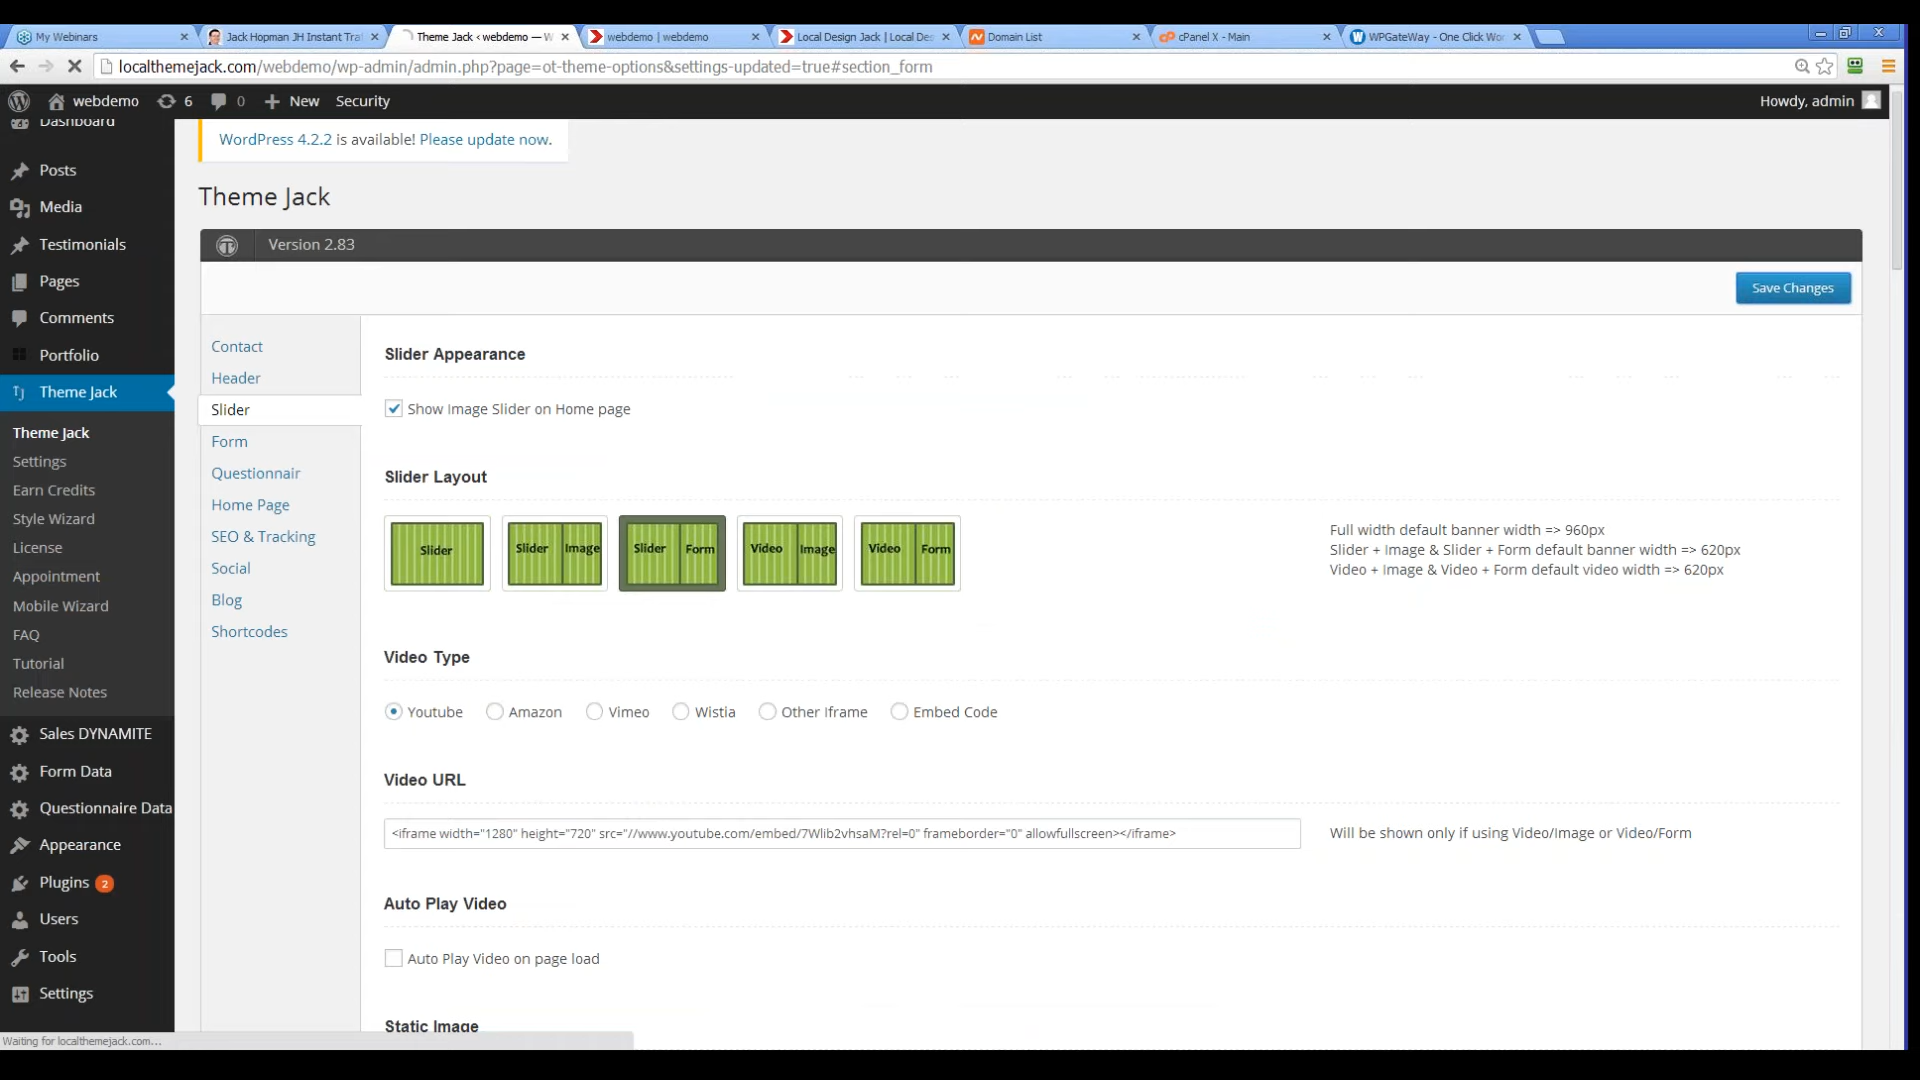 My Webinars
Jack Hopman JH Instant Tra
Theme Jack ‹ webdemo — W
webdemo | webdemo
Local Design Jack | Local De
Domain List
cPanel X - Main
WPGateWay - One Click Wo
localthemejack.com/webdemo/wp-admin/admin.php?page=ot-theme-options&settings-updated=true#section_form
webdemo 6 0 New Security Howdy, admin
Dashboard
Posts
Media
Testimonials
Pages
Comments
Portfolio
Theme Jack
Theme Jack
Settings
Earn Credits
Style Wizard
License
Appointment
Mobile Wizard
FAQ
Tutorial
Release Notes
Sales DYNAMITE
Form Data
Questionnaire Data
Appearance
Plugins 2
Users
Tools
Settings
WordPress 4.2.2 is available! Please update now.
Theme Jack
Version 2.83
Save Changes
Contact
Header
Slider
Form
Questionnair
Home Page
SEO & Tracking
Social
Blog
Shortcodes
Slider Appearance
Show Image Slider on Home page
Slider Layout
Slider
Slider Image
Slider Form
Video Image
Video Form
Full width default banner width => 960px
Slider + Image & Slider + Form default banner width => 620px
Video + Image & Video + Form default video width => 620px
Video Type
Youtube Amazon Vimeo Wistia Other Iframe Embed Code
Video URL
<iframe width="1280" height="720" src="//www.youtube.com/embed/7Wlib2vhsaM?rel=0" frameborder="0" allowfullscreen></iframe>
Will be shown only if using Video/Image or Video/Form
Auto Play Video
Auto Play Video on page load
Static Image
Waiting for localthemejack.com...